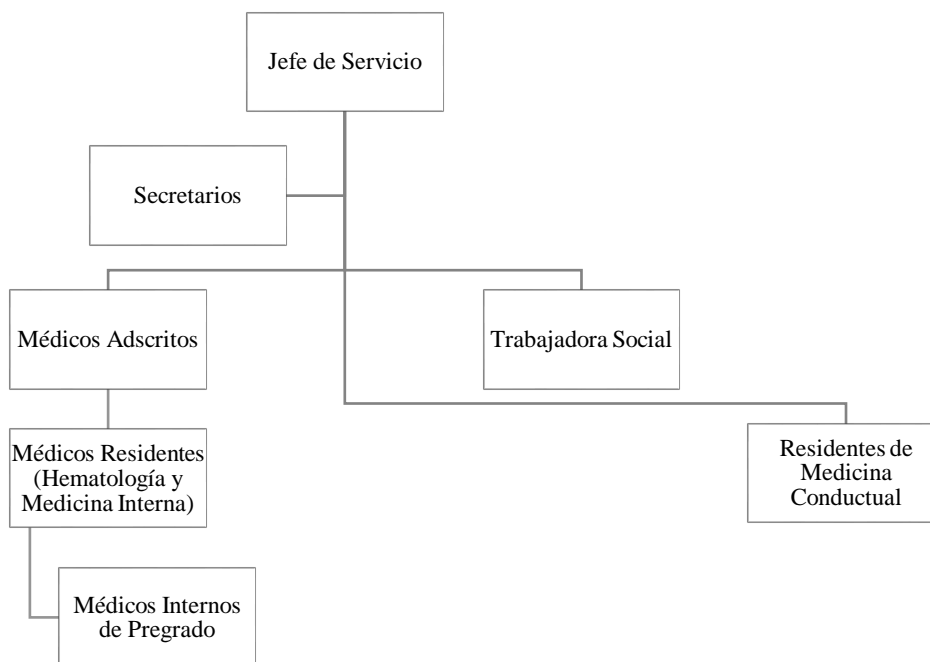 Jefe de Servicio
Secretarios
Médicos Adscritos
Trabajadora Social
Médicos Residentes
(Hematología y
Medicina Interna)
Residentes de
Medicina
Conductual
Médicos Internos
de Pregrado